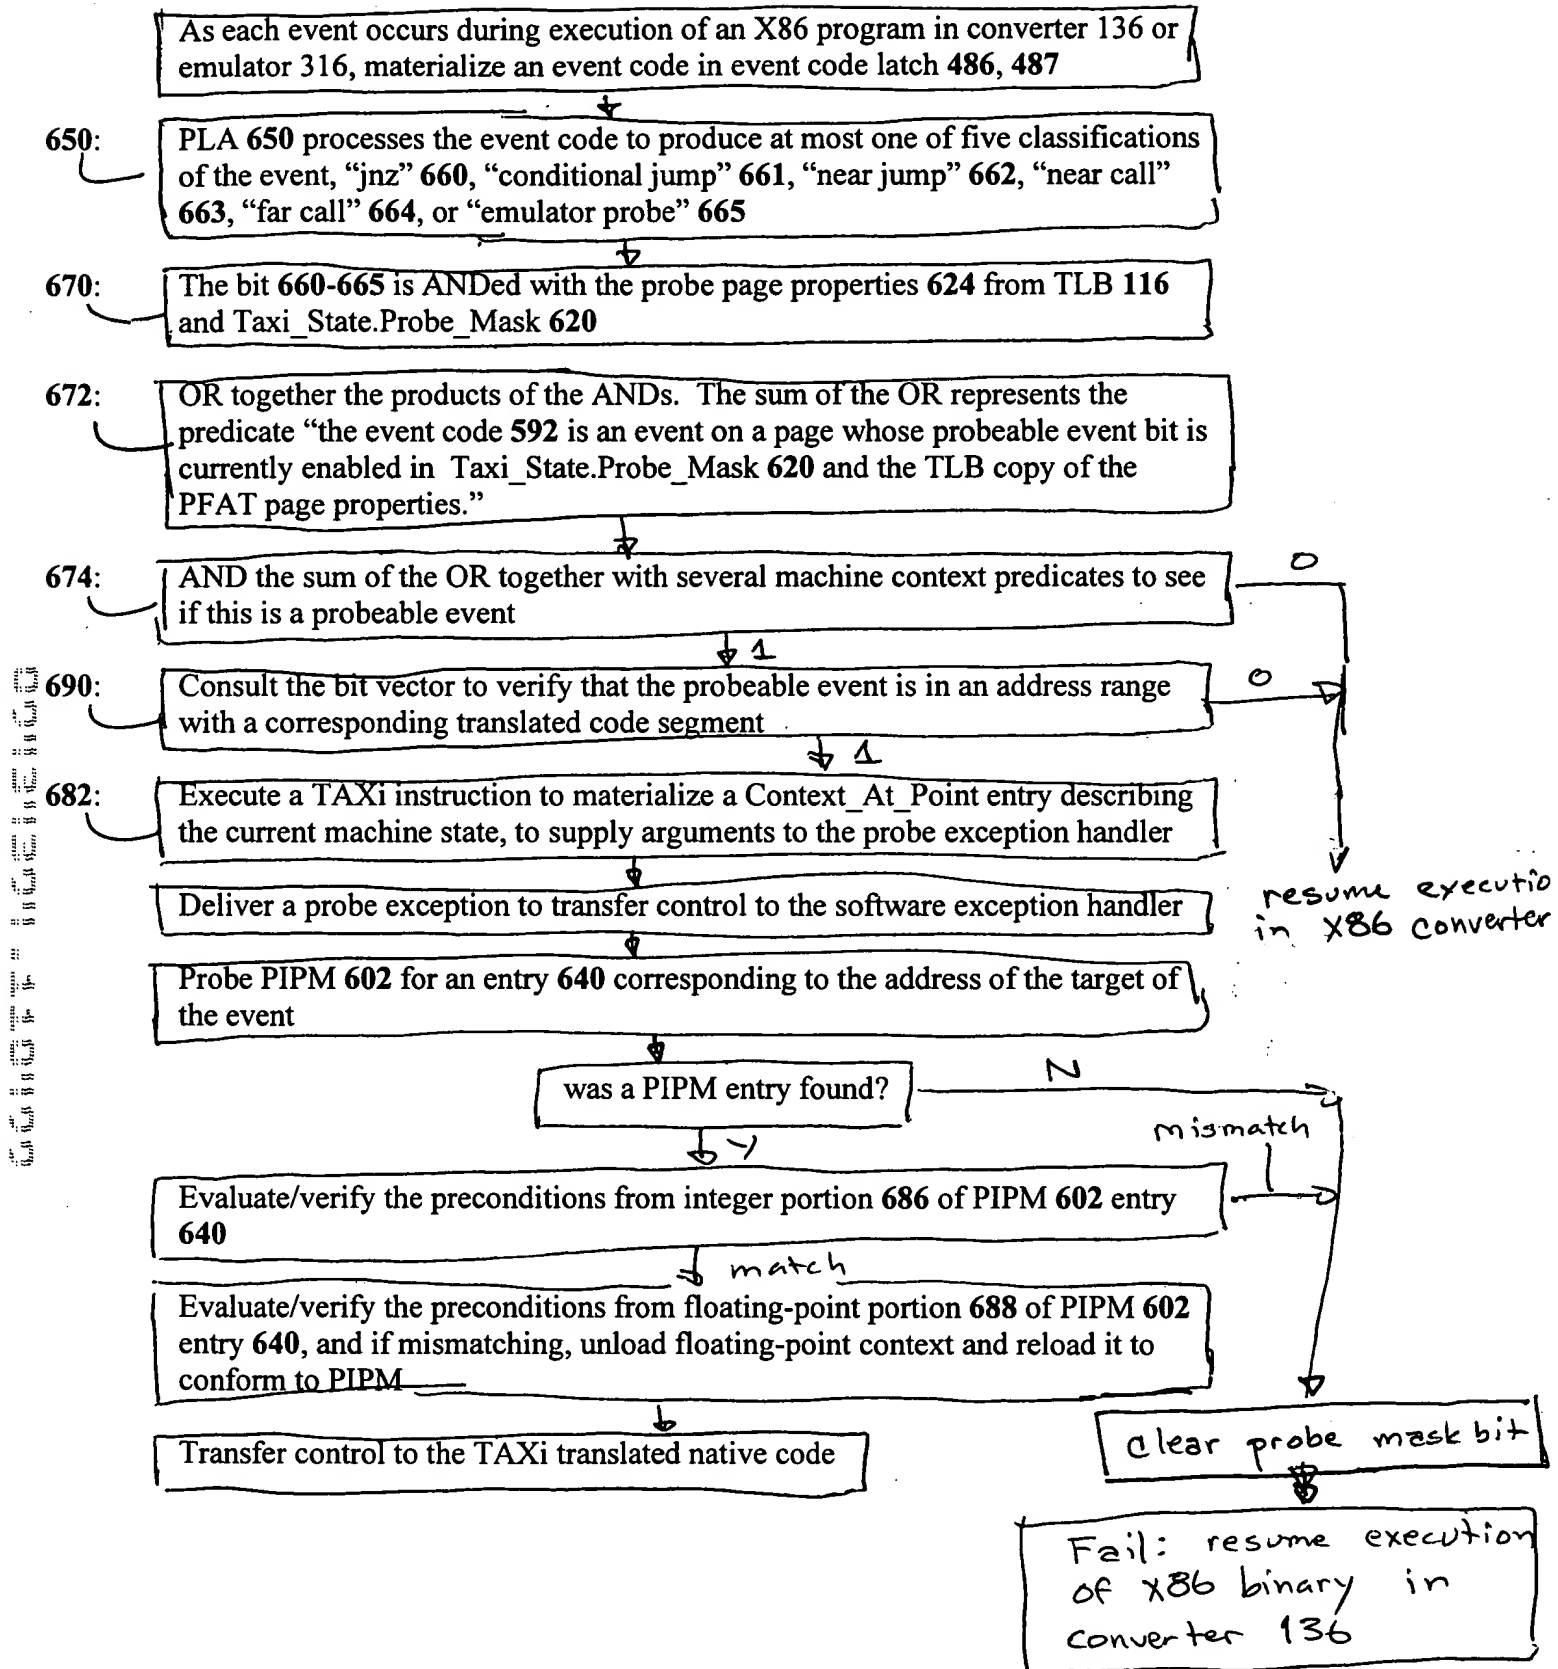 As each event occurs during execution of an X86 program in converter 136 or
emulator 316, materialize an event code in event code latch 486, 487
650:
PLA 650 processes the event code to produce at most one of five classifications
of the event, “jnz” 660, “conditional jump” 661, “near jump” 662, “near call”
663, “far call” 664, or “emulator probe” 665
670:
The bit 660-665 is ANDed with the probe page properties 624 from TLB 116
and Taxi_State.Probe_Mask 620
672:
OR together the products of the ANDs. The sum of the OR represents the
predicate “the event code 592 is an event on a page whose probeable event bit is
currently enabled in Taxi_State.Probe_Mask 620 and the TLB copy of the
PFAT page properties.”
674:
AND the sum of the OR together with several machine context predicates to see
if this is a probeable event
0
1
690:
Consult the bit vector to verify that the probeable event is in an address range
with a corresponding translated code segment
0
1
682:
Execute a TAXi instruction to materialize a Context_At_Point entry describing
the current machine state, to supply arguments to the probe exception handler
resume executio
in X86 converter
Deliver a probe exception to transfer control to the software exception handler
Probe PIPM 602 for an entry 640 corresponding to the address of the target of
the event
was a PIPM entry found?
N
Y
mismatch
Evaluate/verify the preconditions from integer portion 686 of PIPM 602 entry
640
match
Evaluate/verify the preconditions from floating-point portion 688 of PIPM 602
entry 640, and if mismatching, unload floating-point context and reload it to
conform to PIPM
Transfer control to the TAXi translated native code
clear probe mask bit
Fail: resume execution
of X86 binary in
converter 136